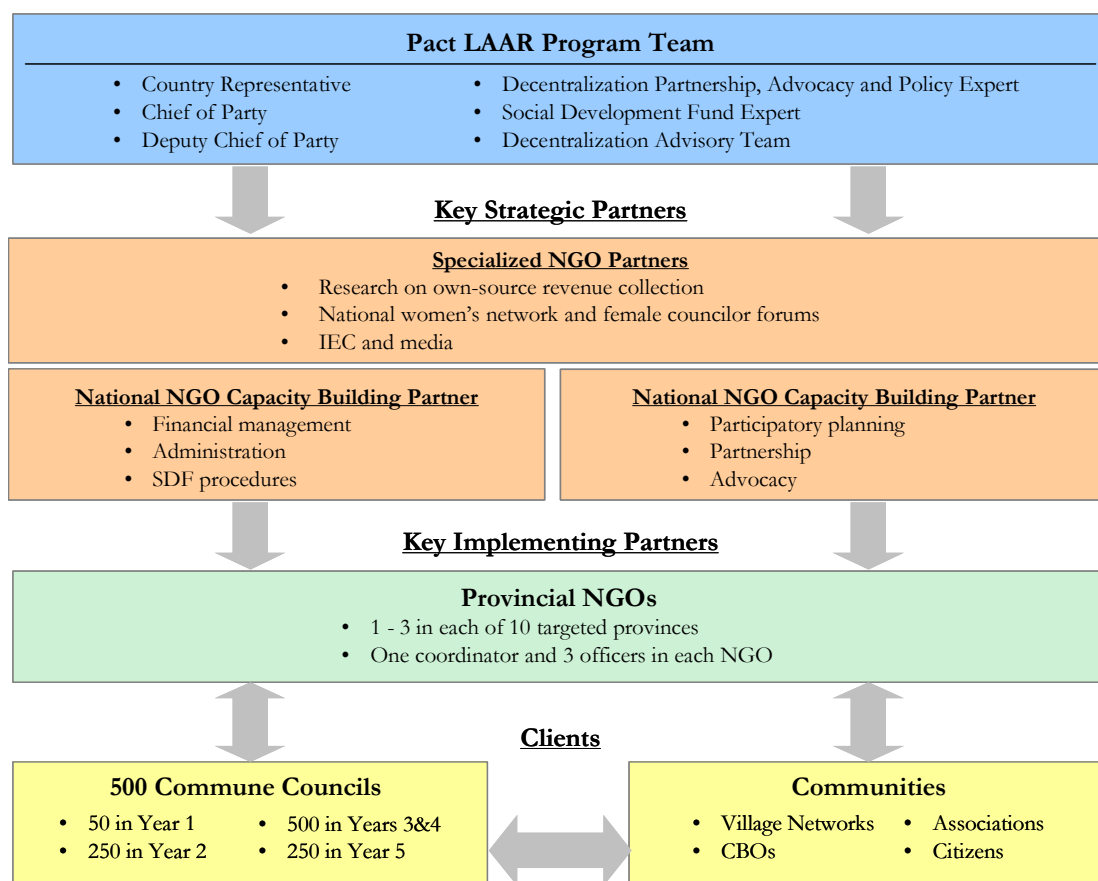 Pact LAAR Program Team
• Country Representative
• Chief of Party
• Deputy Chief of Party
• Decentralization Partnership, Advocacy and Policy Expert
• Social Development Fund Expert
• Decentralization Advisory Team
Key Strategic Partners
Specialized NGO Partners
• Research on own-source revenue collection
• National women’s network and female councilor forums
• IEC and media
National NGO Capacity Building Partner
• Financial management
• Administration
• SDF procedures
National NGO Capacity Building Partner
• Participatory planning
• Partnership
• Advocacy
Key Implementing Partners
Provincial NGOs
• 1 - 3 in each of 10 targeted provinces
• One coordinator and 3 officers in each NGO
Clients
500 Commune Councils
• 50 in Year 1
• 250 in Year 2
• 500 in Years 3&4
• 250 in Year 5
Communities
• Village Networks
• CBOs
• Associations
• Citizens